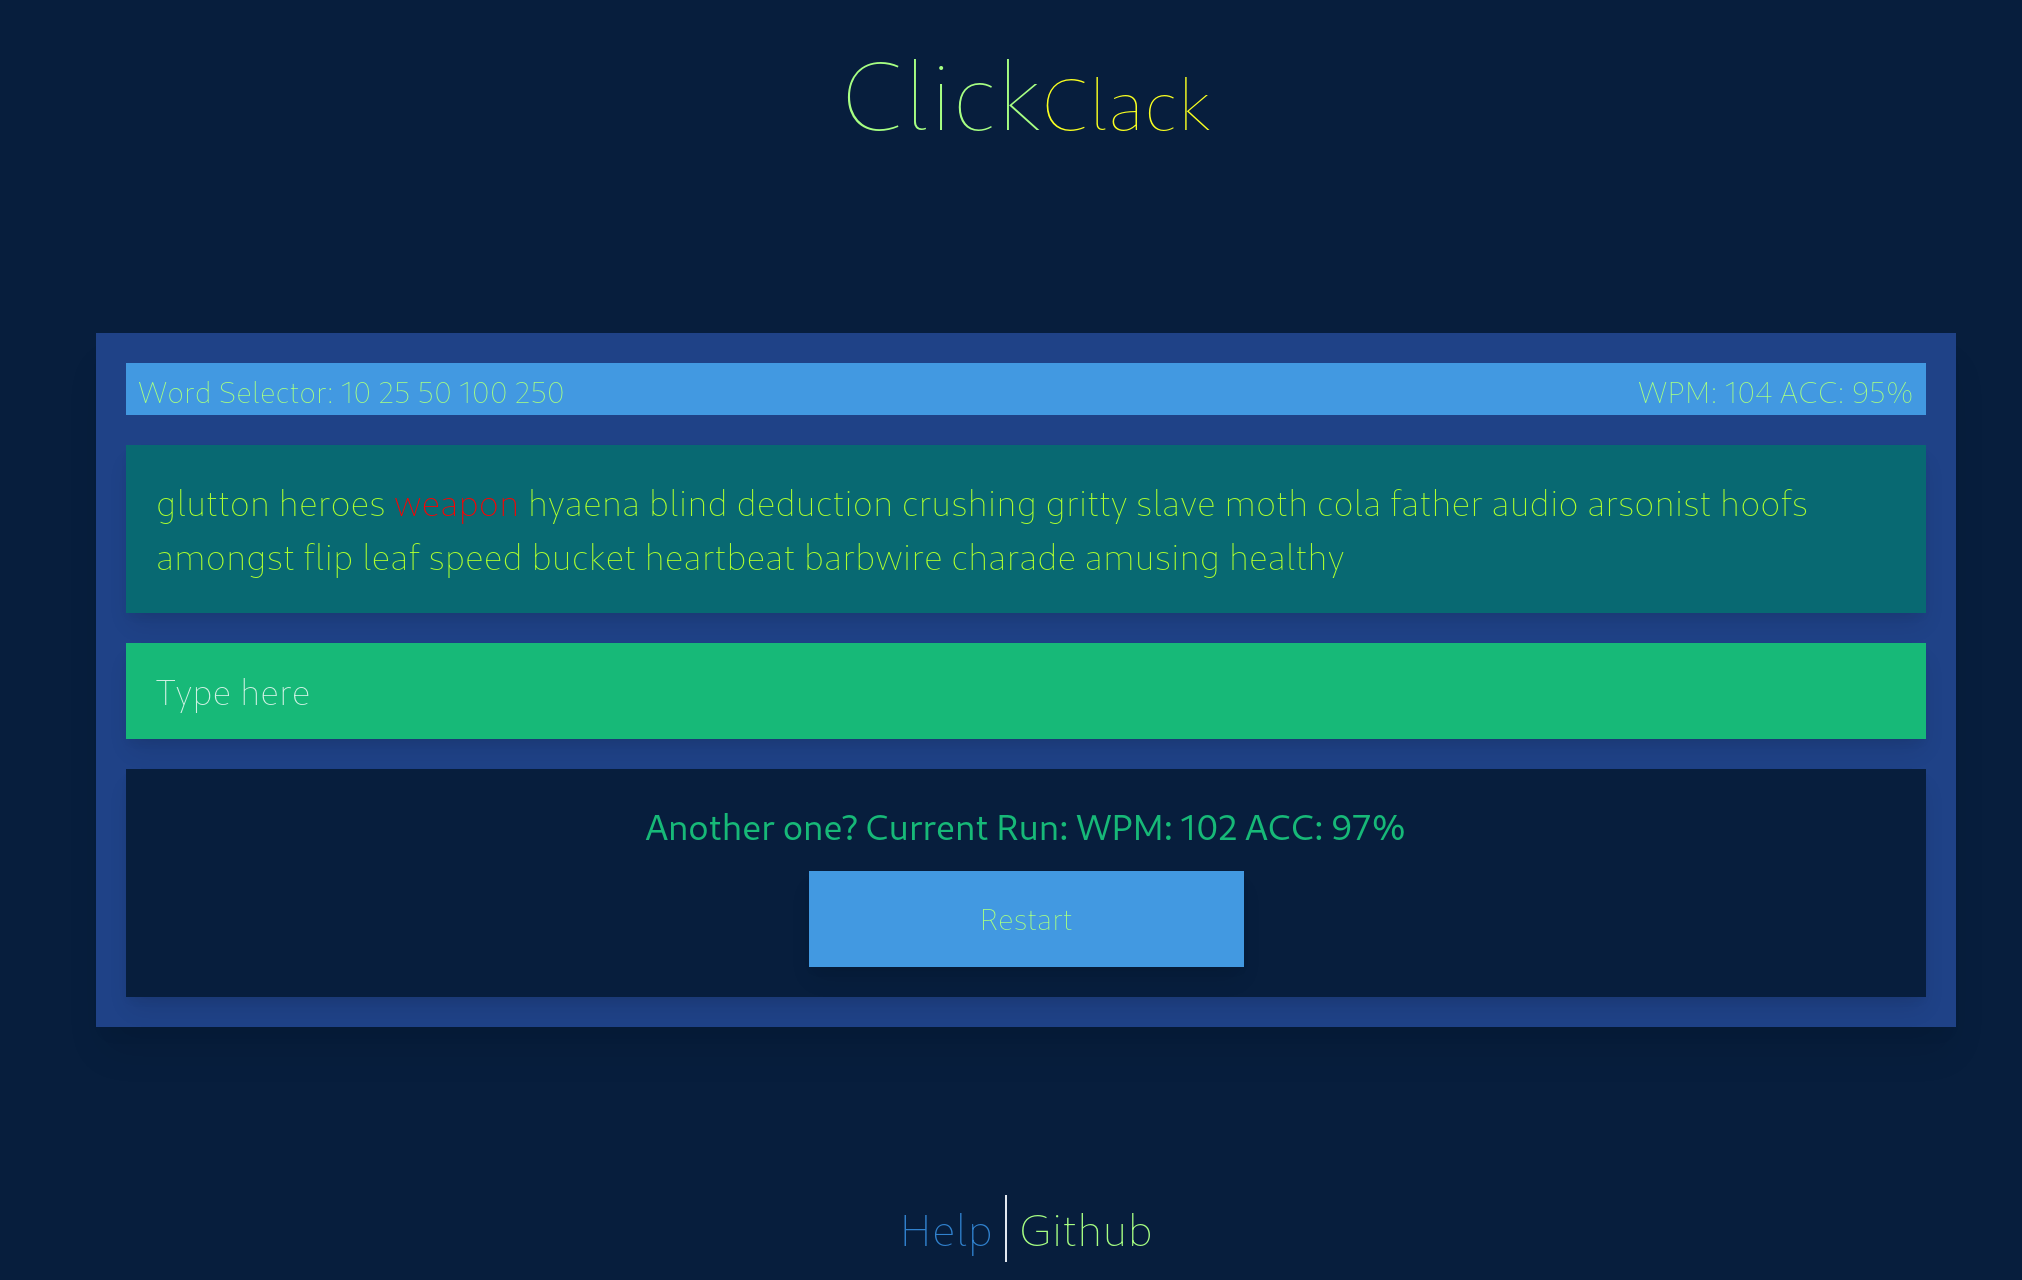 ClickClack
Word Selector: 10 25 50 100 250 WPM: 104 ACC: 95%
glutton heroes weapon hyaena blind deduction crushing gritty slave moth cola father audio arsonist hoofs
amongst flip leaf speed bucket heartbeat barbwire charade amusing healthy
Type here
Another one? Current Run: WPM: 102 ACC: 97%
Restart
Help Github